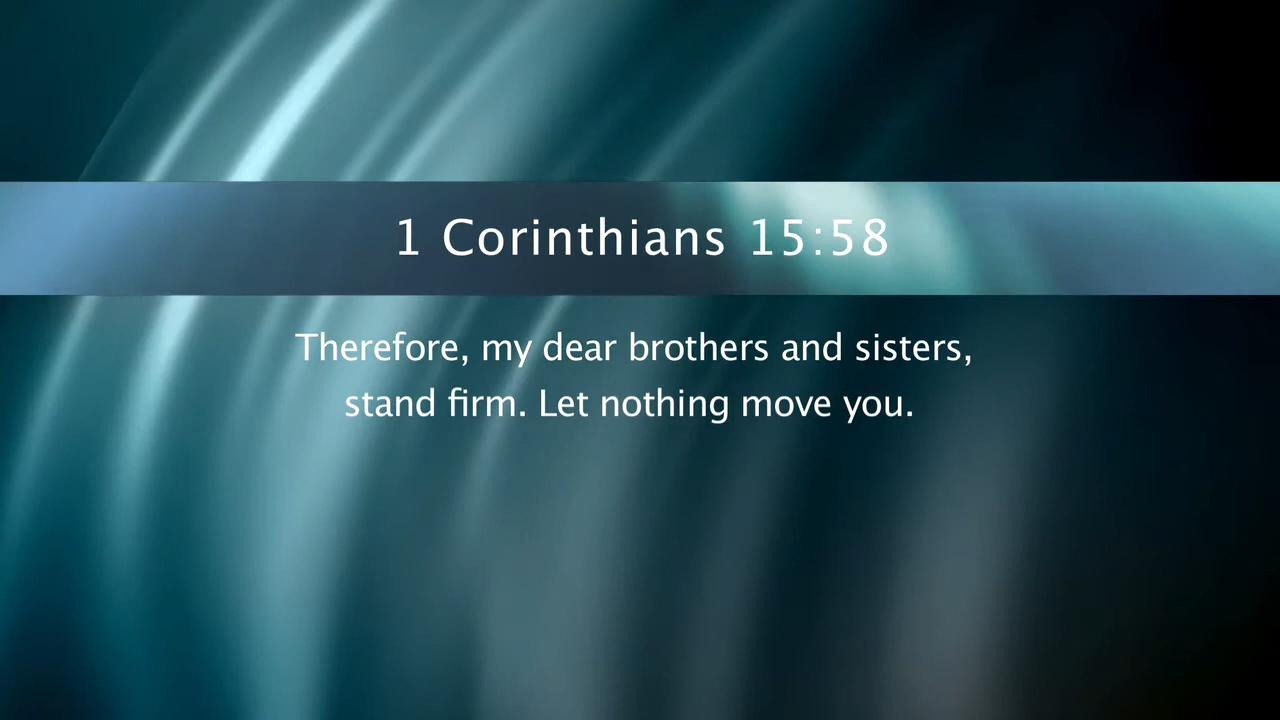 1 Corinthians 15:58
Therefore, my dear brothers and sisters,
stand firm. Let nothing move you.